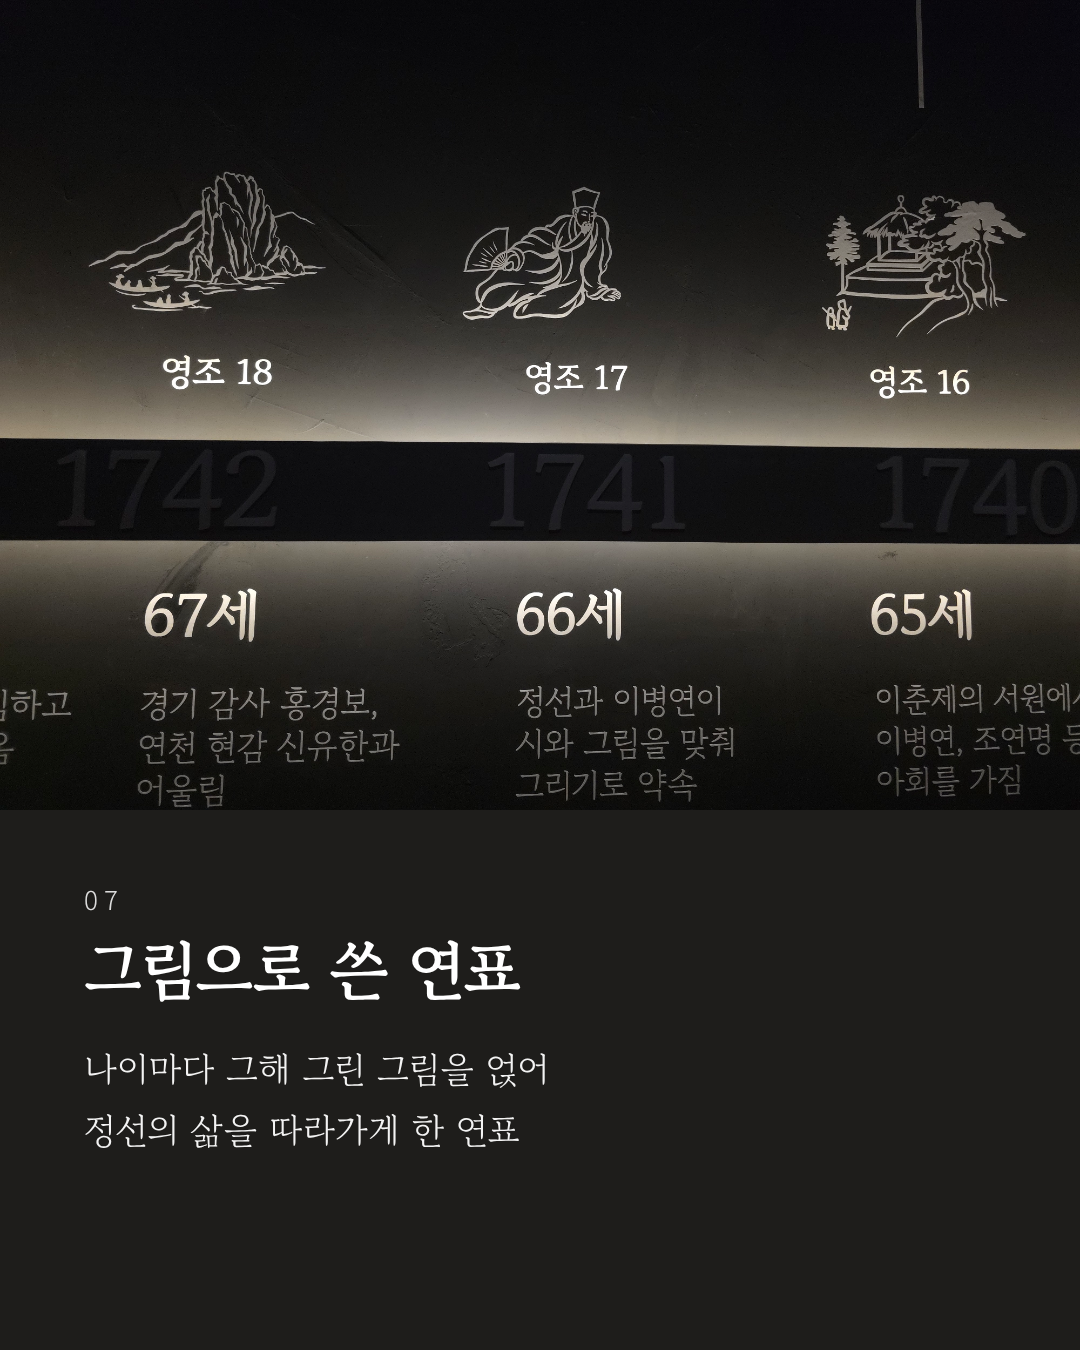 영조 18
영조 17
영조 16
1742
1741
1740
67세
66세
65세
경기 감사 홍경보,
연천 현감 신유한과
어울림
정선과 이병연이
시와 그림을 맞춰
그리기로 약속
이춘제의 서원에서
이병연, 조연명 등
아회를 가짐
07
그림으로 쓴 연표
나이마다 그해 그린 그림을 얹어
정선의 삶을 따라가게 한 연표